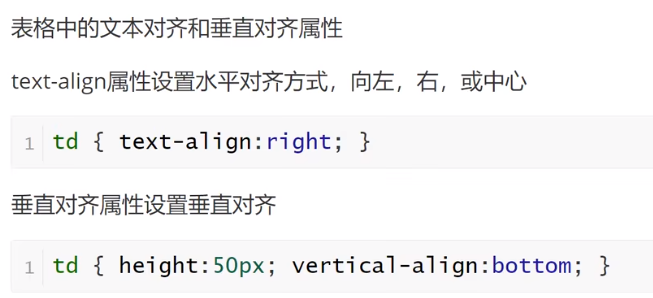 表格中的文本对齐和垂直对齐属性
text-align属性设置水平对齐方式，向左，右，或中心
1 td { text-align:right; }
垂直对齐属性设置垂直对齐
1 td { height:50px; vertical-align:bottom; }